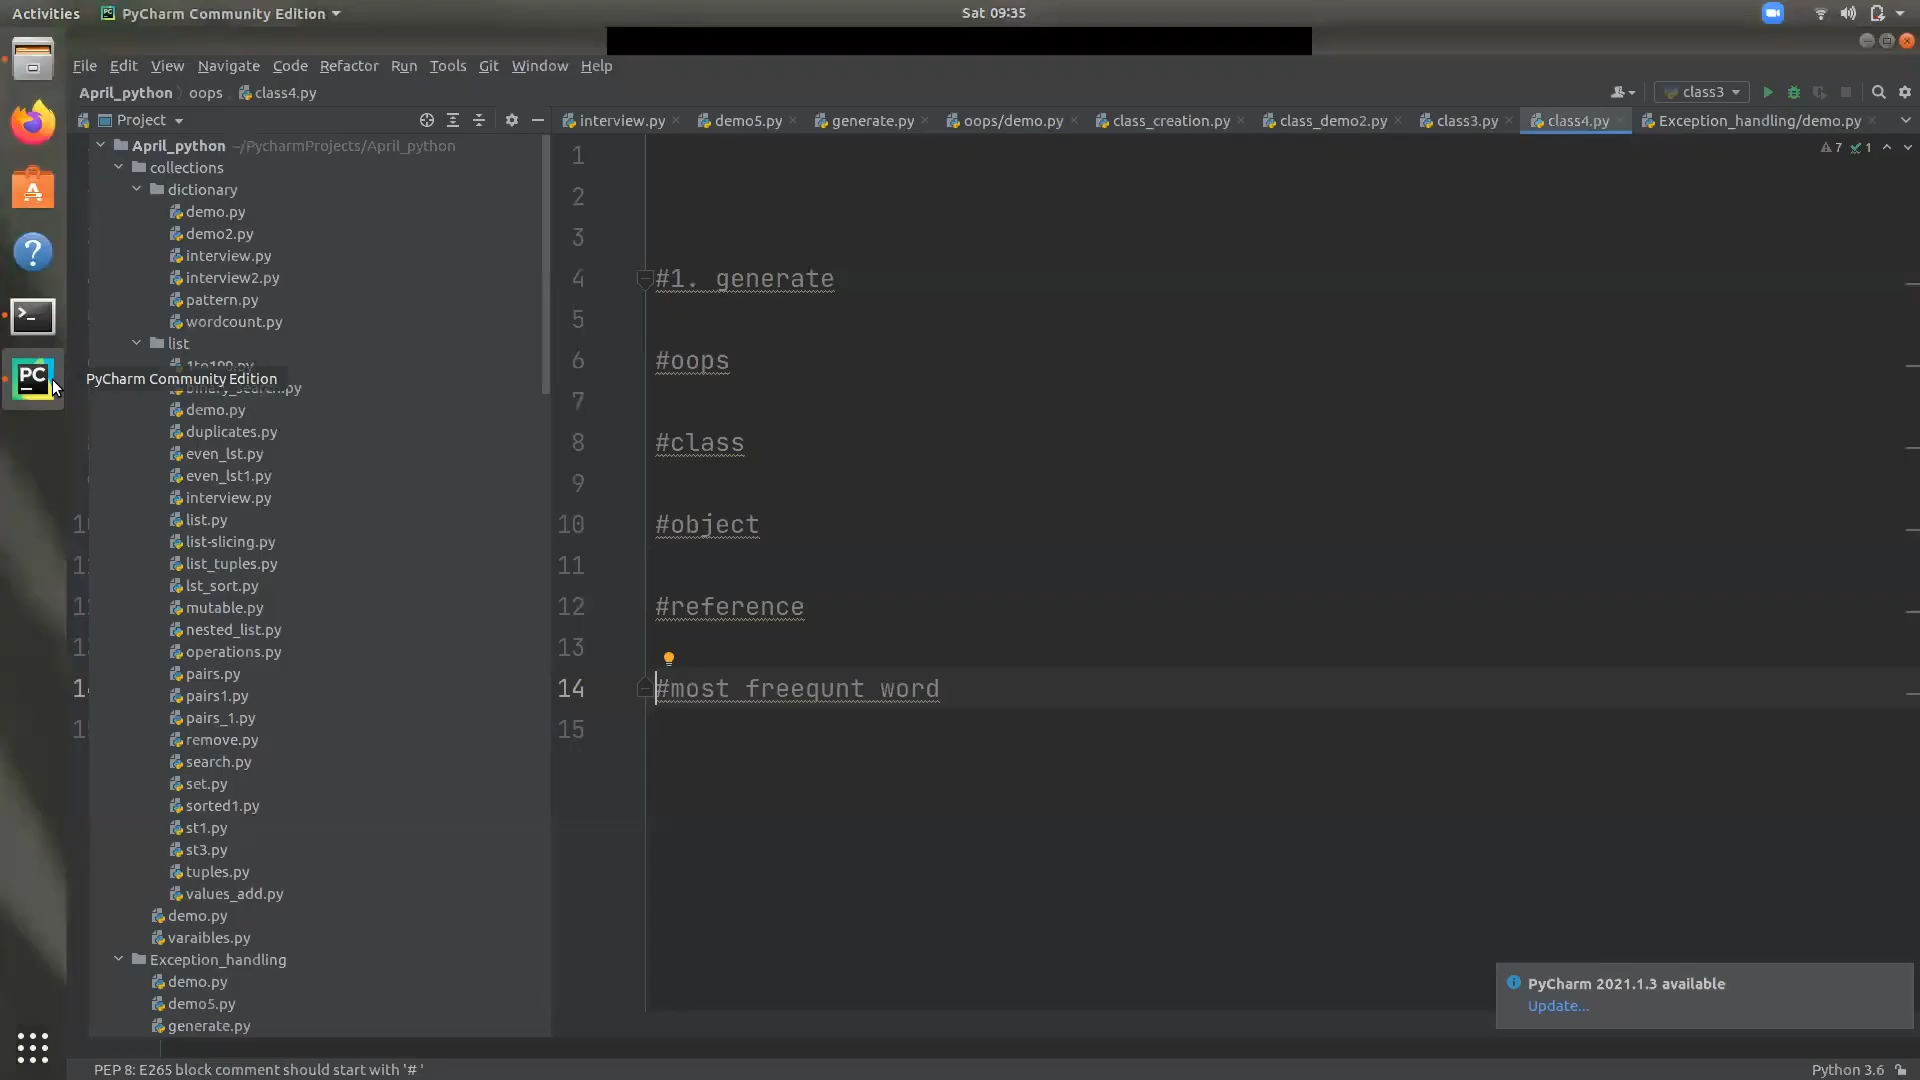 Activities PyCharm Community Edition Sat 09:35
File Edit View Navigate Code Refactor Run Tools Git Window Help
April_python oops class4.py class3
Project interview.py demo5.py generate.py oops/demo.py class_creation.py class_demo2.py class3.py class4.py Exception_handling/demo.py
April_python ~/PycharmProjects/April_python
collections
dictionary
demo.py
demo2.py
interview.py
interview2.py
pattern.py
wordcount.py
list
1to100.py
PyCharm Community Edition
binary_search.py
demo.py
duplicates.py
even_lst.py
even_lst1.py
interview.py
list.py
list-slicing.py
list_tuples.py
lst_sort.py
mutable.py
nested_list.py
operations.py
pairs.py
pairs1.py
pairs_1.py
remove.py
search.py
set.py
sorted1.py
st1.py
st3.py
tuples.py
values_add.py
demo.py
varaibles.py
Exception_handling
demo.py
demo5.py
generate.py
7 1
1
2
3
4 #1. generate
5
6 #oops
7
8 #class
9
10 #object
11
12 #reference
13
14 #most freequnt word
15
PyCharm 2021.1.3 available
Update...
PEP 8: E265 block comment should start with '# ' Python 3.6